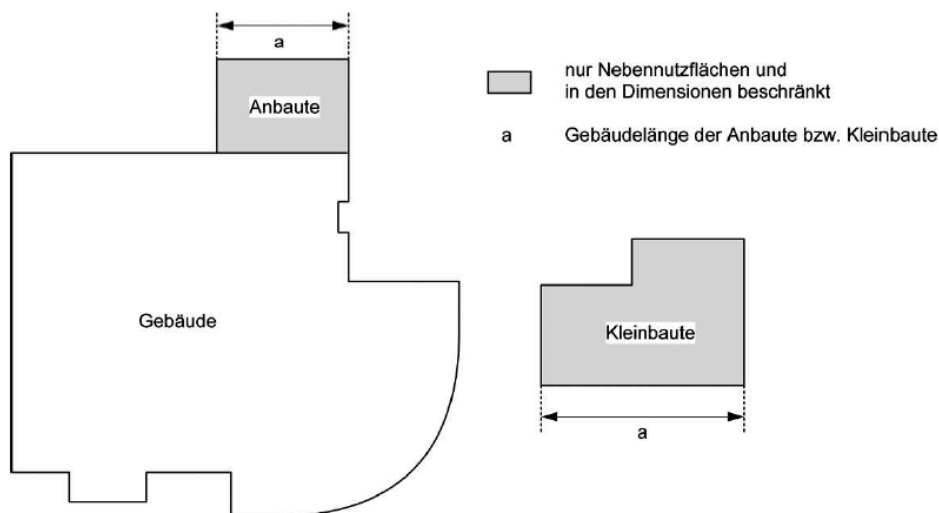 a
Anbaute
nur Nebennutzflächen und
in den Dimensionen beschränkt
a Gebäudelänge der Anbaute bzw. Kleinbaute
Gebäude
Kleinbaute
a